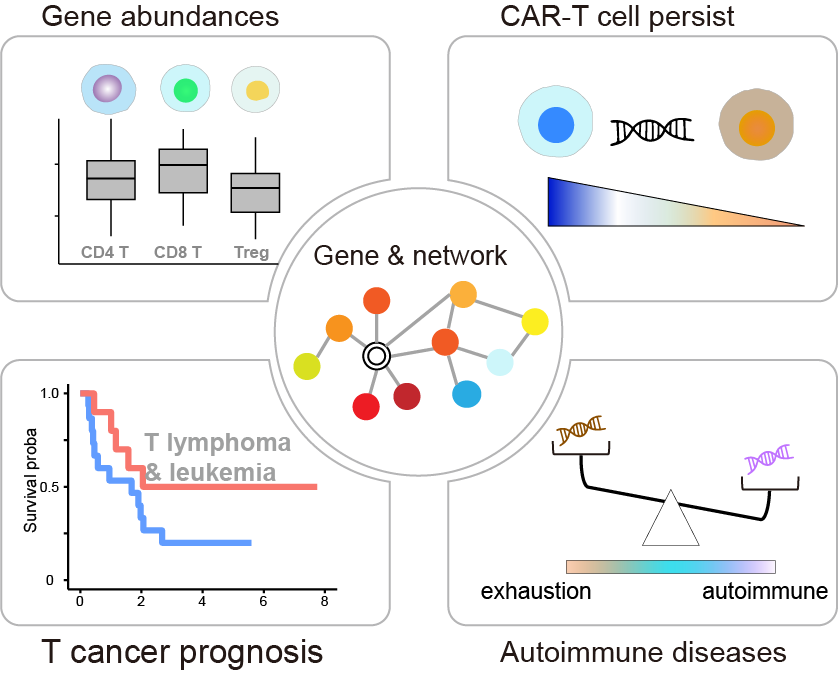 Gene abundances
CAR-T cell persist
CD4 T
CD8 T
Treg
Gene & network
T lymphoma
& leukemia
Survival proba
1.0
0.5
0
0
2
4
6
8
exhaustion
autoimmune
T cancer prognosis
Autoimmune diseases